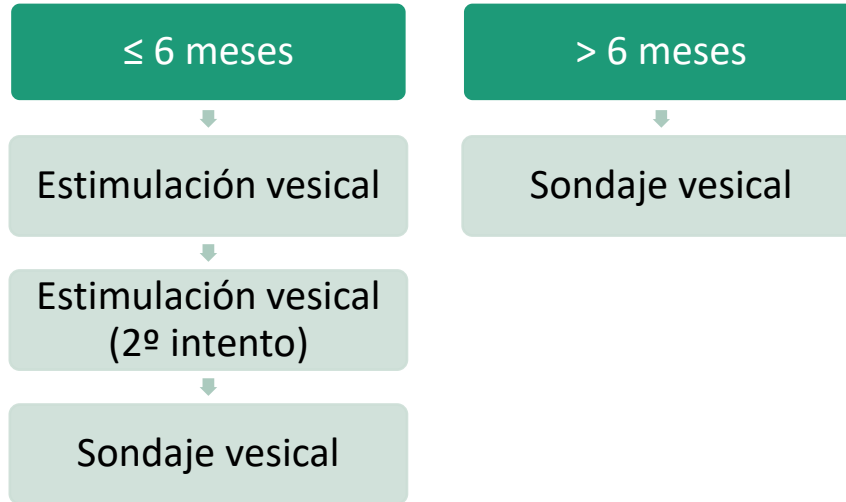 ≤ 6 meses
Estimulación vesical
Estimulación vesical
(2º intento)
Sondaje vesical
> 6 meses
Sondaje vesical